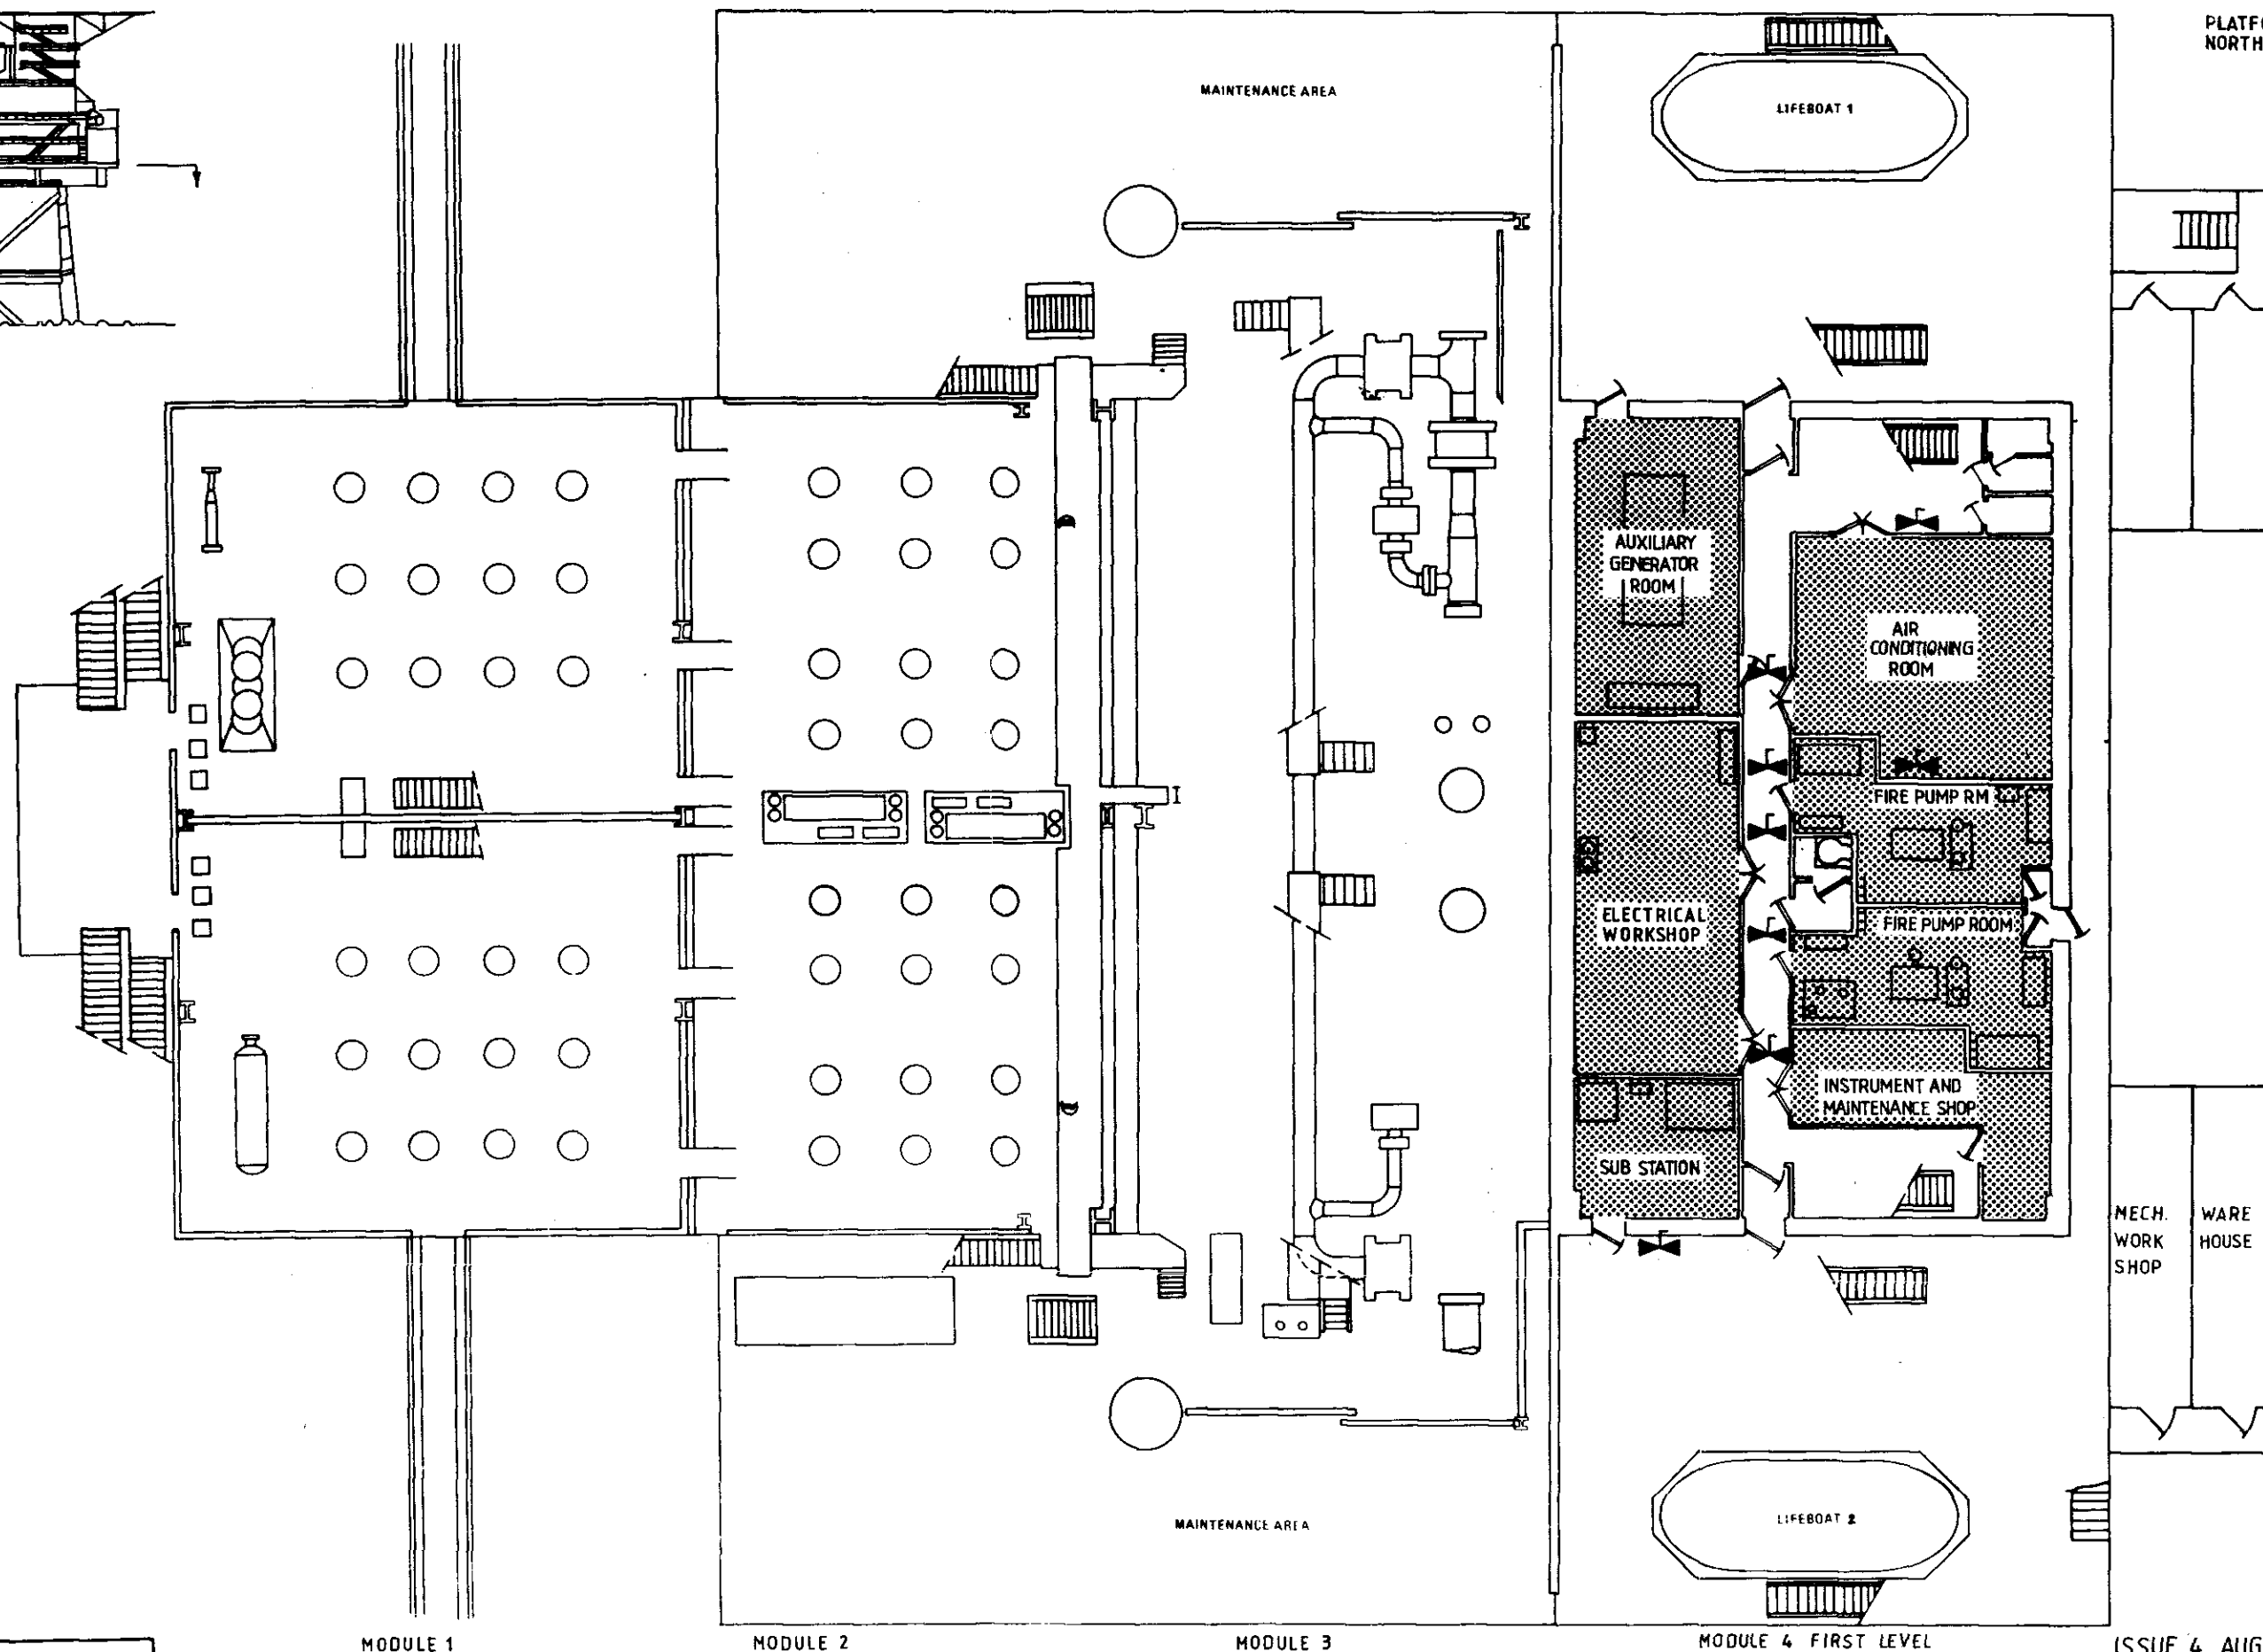 PLATF
NORTH
MAINTENANCE AREA
LIFEBOAT 1
AUXILIARY
GENERATOR
ROOM
AIR
CONDITIONING
ROOM
FIRE PUMP RM
ELECTRICAL
WORKSHOP
FIRE PUMP ROOM
INSTRUMENT AND
MAINTENANCE SHOP
SUB STATION
MECH.
WORK
SHOP
WARE
HOUSE
MAINTENANCE AREA
LIFEBOAT 2
MODULE 1
MODULE 2
MODULE 3
MODULE 4 FIRST LEVEL
ISSUE 4 AUG